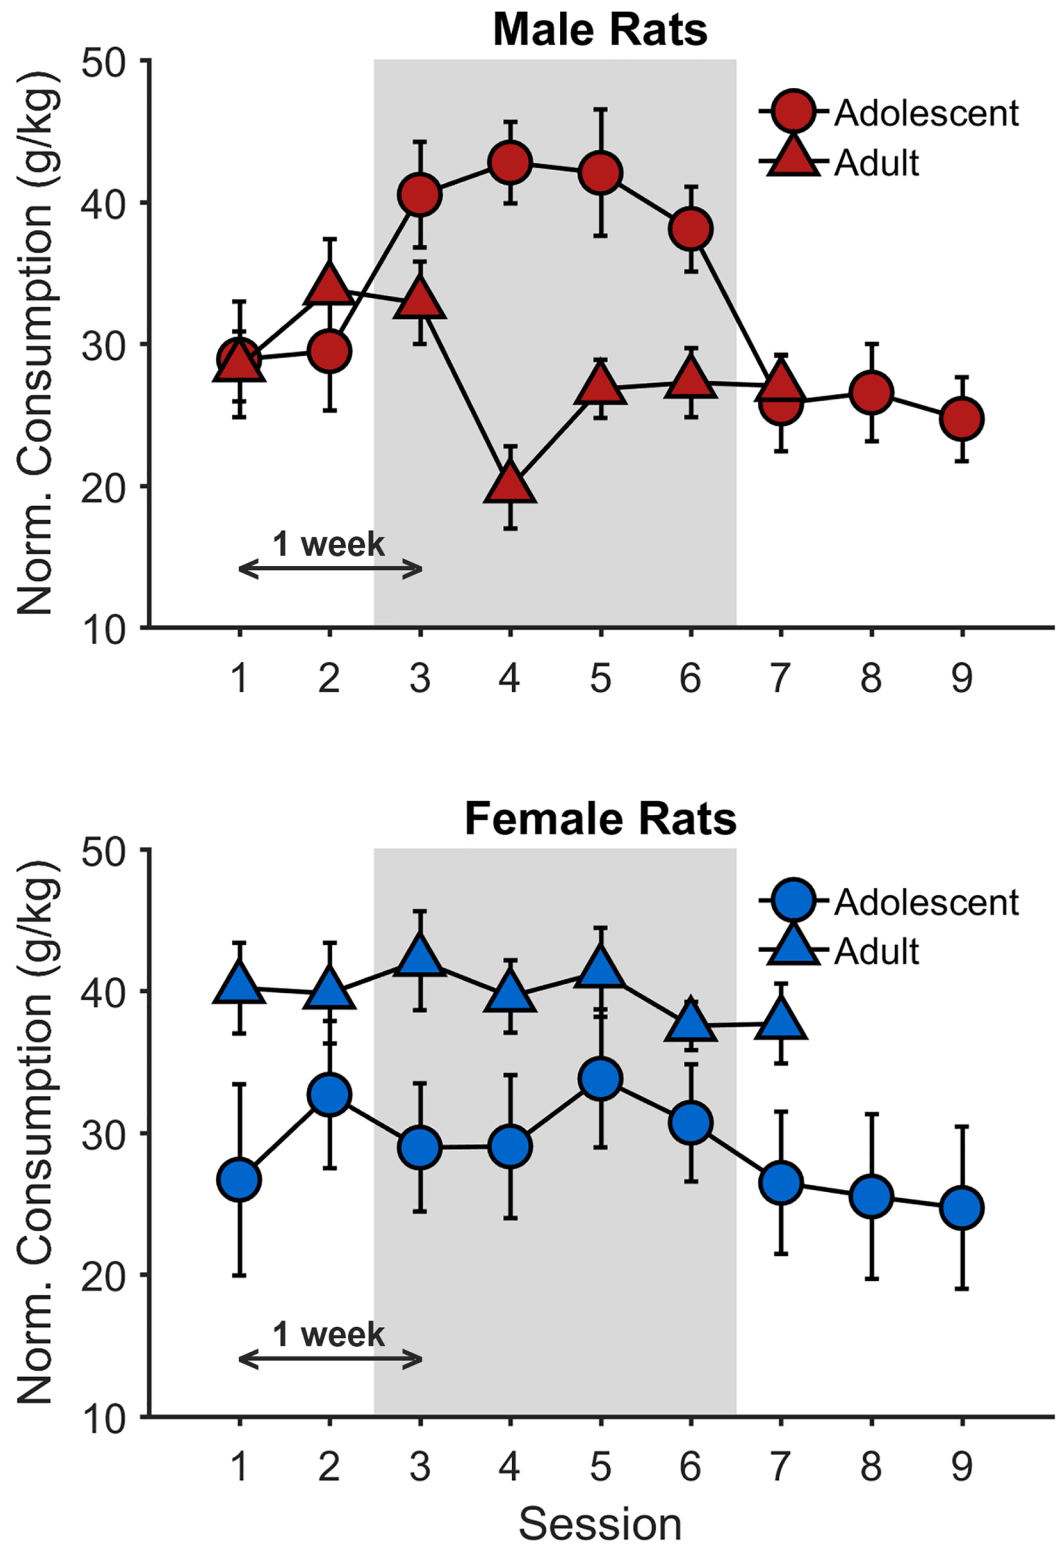 Male Rats
Norm. Consumption (g/kg)
50
40
30
20
10
Adolescent
Adult
1 week
1 2 3 4 5 6 7 8 9
Female Rats
Norm. Consumption (g/kg)
50
40
30
20
10
Adolescent
Adult
1 week
1 2 3 4 5 6 7 8 9
Session